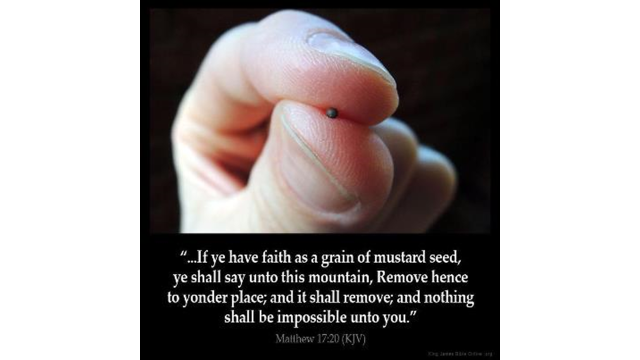 “...If ye have faith as a grain of mustard seed,
ye shall say unto this mountain, Remove hence
to yonder place; and it shall remove; and nothing
shall be impossible unto you.”
Matthew 17:20 (KJV)